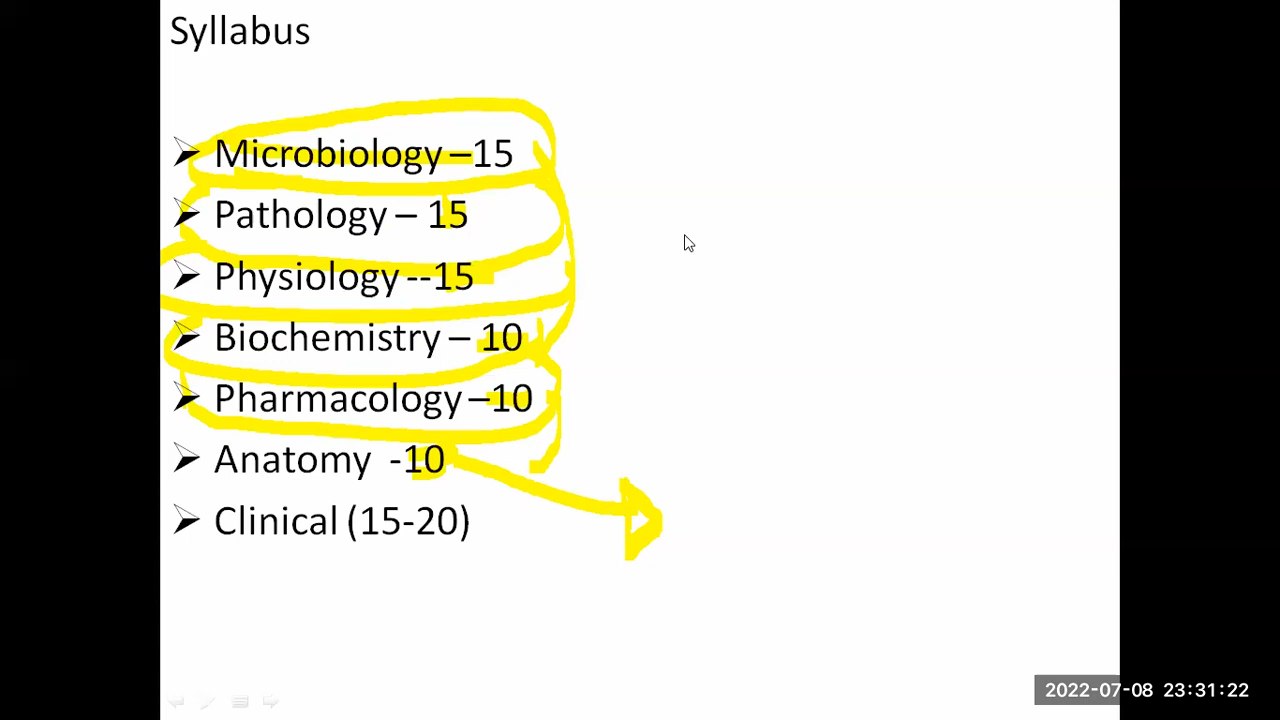 Syllabus
Microbiology –15
Pathology – 15
Physiology --15
Biochemistry – 10
Pharmacology –10
Anatomy -10
Clinical (15-20)
2022-07-08 23:31:22